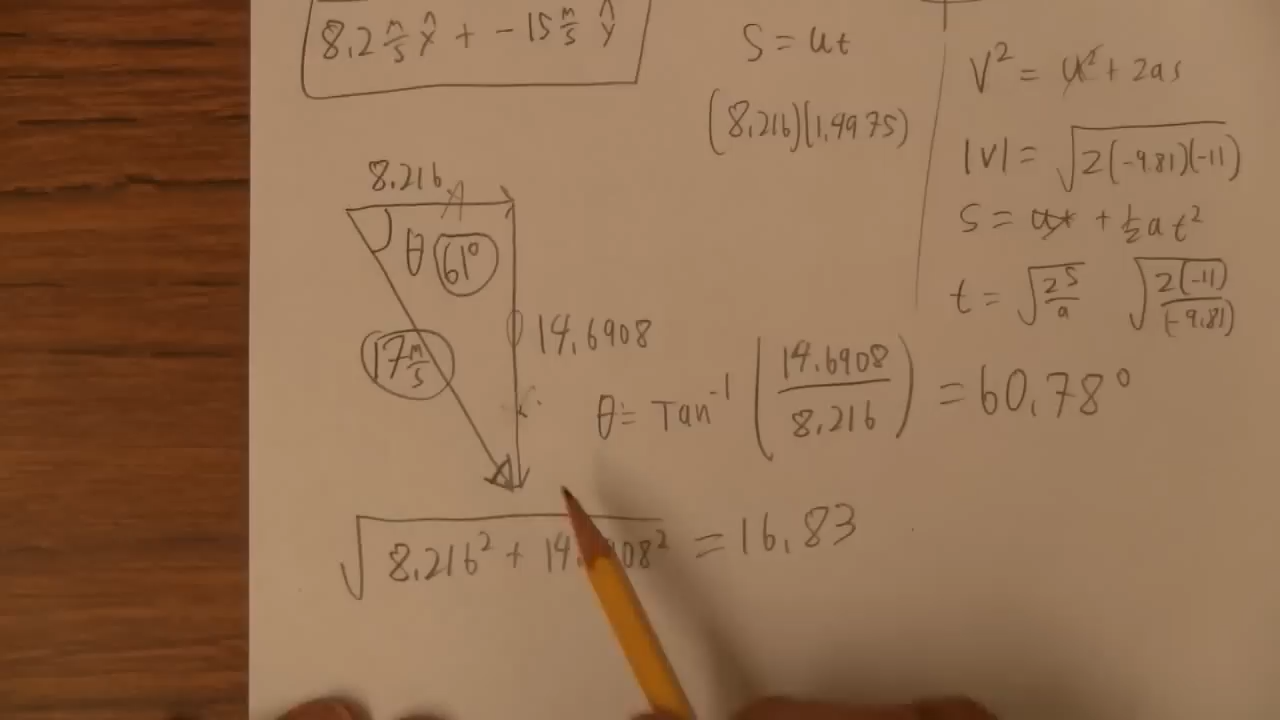 8.2 m/s x̂ + -15 m/s ŷ
S = ut
(8.216)(1.4975)
V² = u² + 2as
|V| = √2(-9.81)(-11)
S = ut + ½at²
t = √2S/a √2(-11)/(-9.81)
8.216
θ 61°
17 m/s
14.6908
θ = Tan⁻¹ (14.6908/8.216) = 60.78°
√8.216² + 14. 08² = 16.83